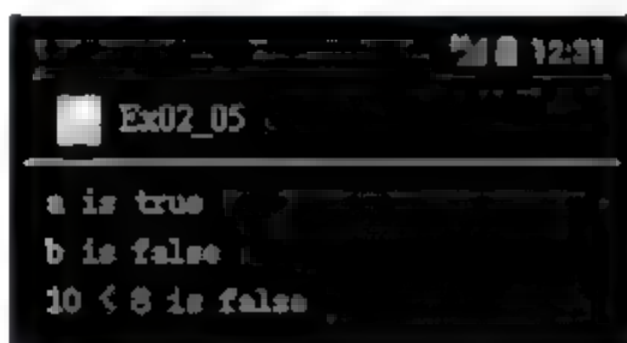 12:31
Ex02_05
a is true
b is false
10 < 8 is false